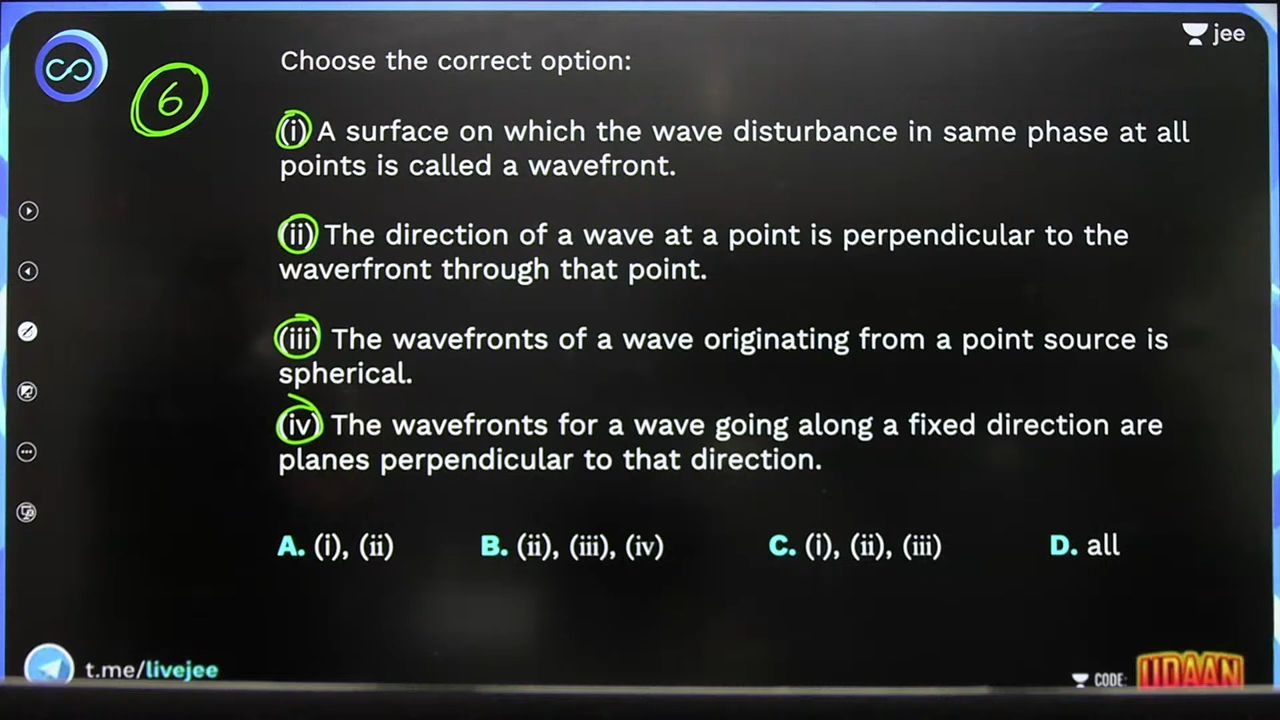 jee
6
Choose the correct option:
(i) A surface on which the wave disturbance in same phase at all
points is called a wavefront.
(ii) The direction of a wave at a point is perpendicular to the
waverfront through that point.
(iii) The wavefronts of a wave originating from a point source is
spherical.
(iv) The wavefronts for a wave going along a fixed direction are
planes perpendicular to that direction.
A. (i), (ii) B. (ii), (iii), (iv) C. (i), (ii), (iii) D. all
t.me/livejee
CODE: UDAAN